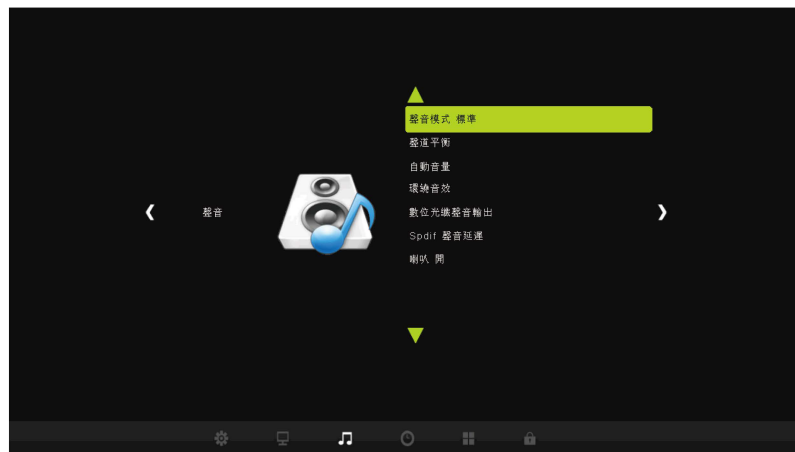 聲音
聲音模式 標準
聲道平衡
自動音量
環繞音效
數位光纖聲音輸出
Spdif 聲音延遲
喇叭 開